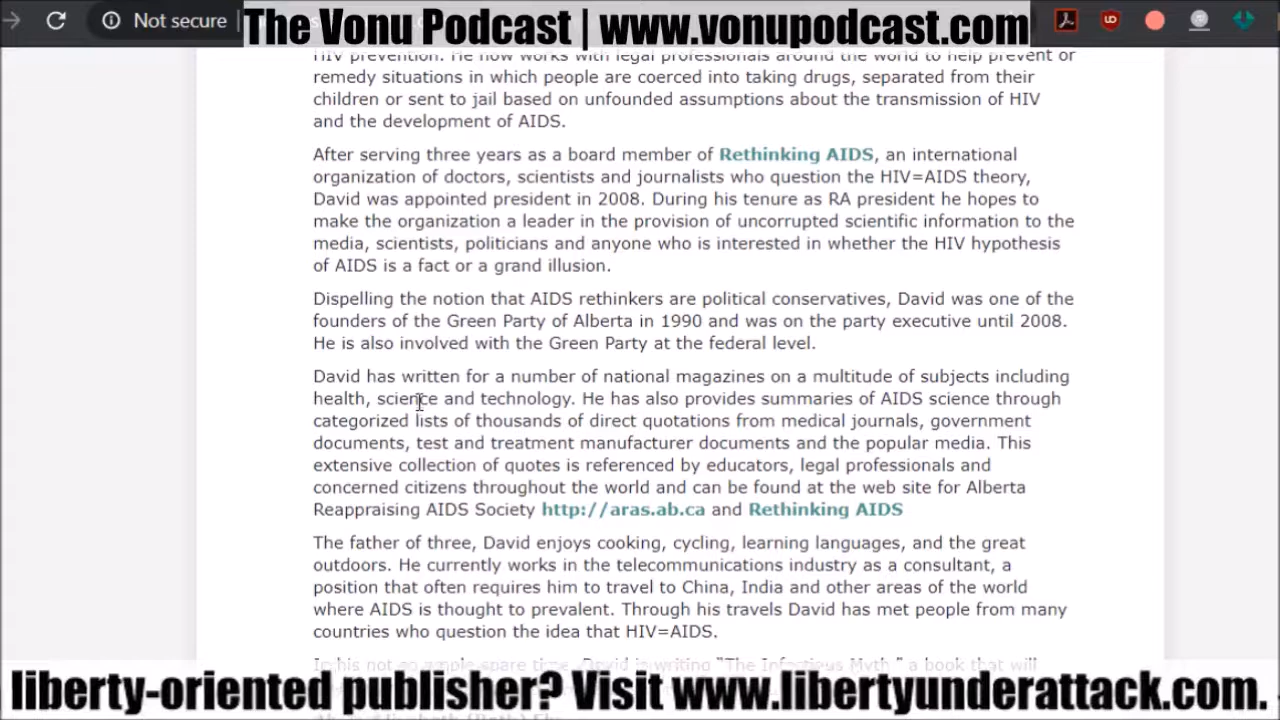 Not secure
The Vonu Podcast | www.vonupodcast.com
HIV prevention. He now works with legal professionals around the world to help prevent or
remedy situations in which people are coerced into taking drugs, separated from their
children or sent to jail based on unfounded assumptions about the transmission of HIV
and the development of AIDS.
After serving three years as a board member of Rethinking AIDS, an international
organization of doctors, scientists and journalists who question the HIV=AIDS theory,
David was appointed president in 2008. During his tenure as RA president he hopes to
make the organization a leader in the provision of uncorrupted scientific information to the
media, scientists, politicians and anyone who is interested in whether the HIV hypothesis
of AIDS is a fact or a grand illusion.
Dispelling the notion that AIDS rethinkers are political conservatives, David was one of the
founders of the Green Party of Alberta in 1990 and was on the party executive until 2008.
He is also involved with the Green Party at the federal level.
David has written for a number of national magazines on a multitude of subjects including
health, science and technology. He has also provides summaries of AIDS science through
categorized lists of thousands of direct quotations from medical journals, government
documents, test and treatment manufacturer documents and the popular media. This
extensive collection of quotes is referenced by educators, legal professionals and
concerned citizens throughout the world and can be found at the web site for Alberta
Reappraising AIDS Society http://aras.ab.ca and Rethinking AIDS
The father of three, David enjoys cooking, cycling, learning languages, and the great
outdoors. He currently works in the telecommunications industry as a consultant, a
position that often requires him to travel to China, India and other areas of the world
where AIDS is thought to prevalent. Through his travels David has met people from many
countries who question the idea that HIV=AIDS.
In his not so ample spare time, David is writing "The Infectious Myth," a book that will
liberty-oriented publisher? Visit www.libertyunderattack.com.